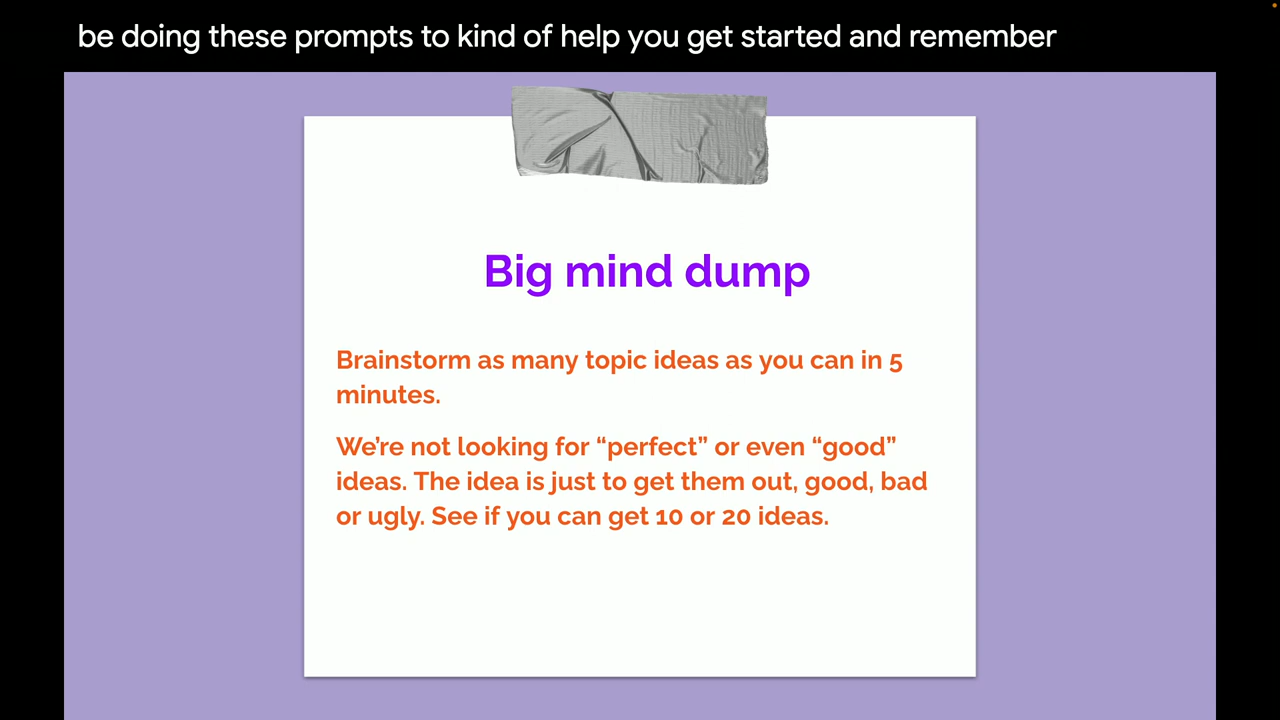 be doing these prompts to kind of help you get started and remember
Big mind dump
Brainstorm as many topic ideas as you can in 5
minutes.
We’re not looking for “perfect” or even “good”
ideas. The idea is just to get them out, good, bad
or ugly. See if you can get 10 or 20 ideas.